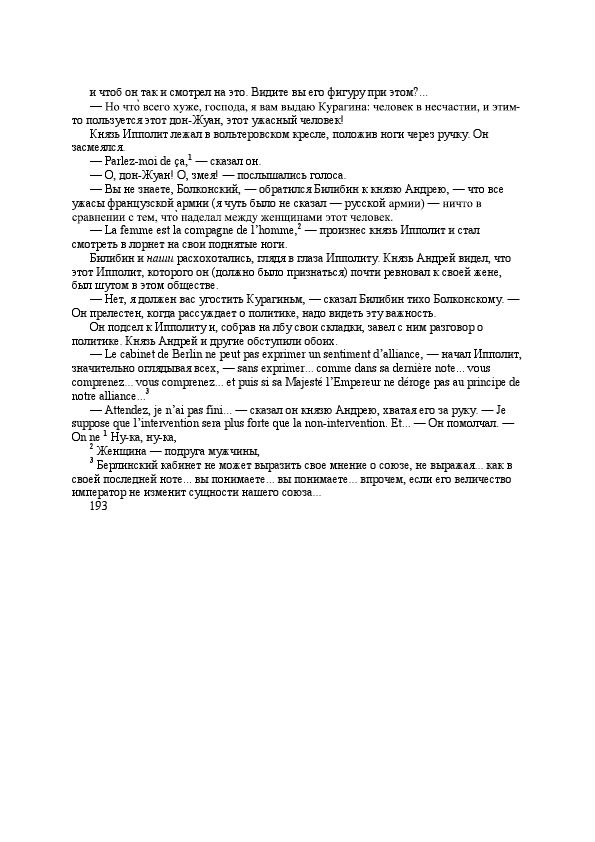 и чтоб он так и смотрел на это. Видите вы его фигуру при этом?...
— Но что́ всего хуже, господа, я вам выдаю Курагина: человек в несчастии, и этим-
то пользуется этот дон-Жуан, этот ужасный человек!
Князь Ипполит лежал в вольтеровском кресле, положив ноги через ручку. Он
засмеялся.
— Parlez-moi de ça,¹ — сказал он.
— О, дон-Жуан! О, змея! — послышались голоса.
— Вы не знаете, Болконский, — обратился Билибин к князю Андрею, — что все
ужасы французской армии (я чуть было не сказал — русской армии) — ничто в
сравнении с тем, что́ наделал между женщинами этот человек.
— La femme est la compagne de l’homme,² — произнес князь Ипполит и стал
смотреть в лорнет на свои поднятые ноги.
Билибин и наши расхохотались, глядя в глаза Ипполиту. Князь Андрей видел, что
этот Ипполит, которого он (должно было признаться) почти ревновал к своей жене,
был шутом в этом обществе.
— Нет, я должен вас угостить Курагиньм, — сказал Билибин тихо Болконскому. —
Он прелестен, когда рассуждает о политике, надо видеть эту важность.
Он подсел к Ипполиту и, собрав на лбу свои складки, завел с ним разговор о
политике. Князь Андрей и другие обступили обоих.
— Le cabinet de Berlin ne peut pas exprimer un sentiment d’alliance, — начал Ипполит,
значительно оглядывая всех, — sans exprimer... comme dans sa dernière note... vous
comprenez... vous comprenez... et puis si sa Majesté l’Empereur ne déroge pas au principe de
notre alliance...³
— Attendez, je n’ai pas fini... — сказал он князю Андрею, хватая его за руку. — Je
suppose que l’intervention sera plus forte que la non-intervention. Et... — Он помолчал. —
On ne ¹ Ну-ка, ну-ка,
² Женщина — подруга мужчины,
³ Берлинский кабинет не может выразить свое мнение о союзе, не выражая... как в
своей последней ноте... вы понимаете... вы понимаете... впрочем, если его величество
император не изменит сущности нашего союза...
193